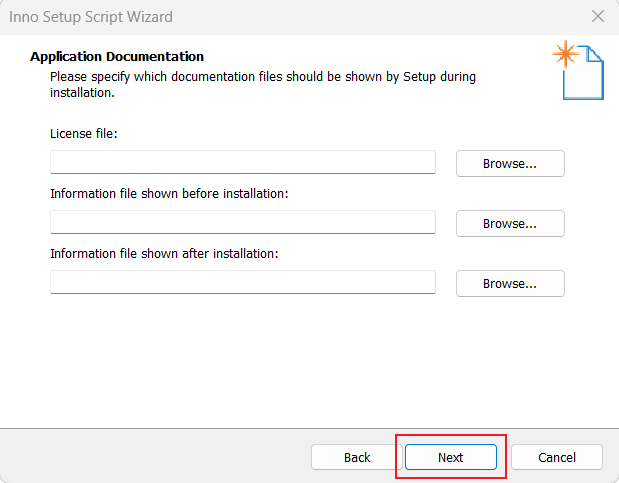 Inno Setup Script Wizard
Application Documentation
Please specify which documentation files should be shown by Setup during
installation.
License file:
Browse...
Information file shown before installation:
Browse...
Information file shown after installation:
Browse...
Back
Next
Cancel